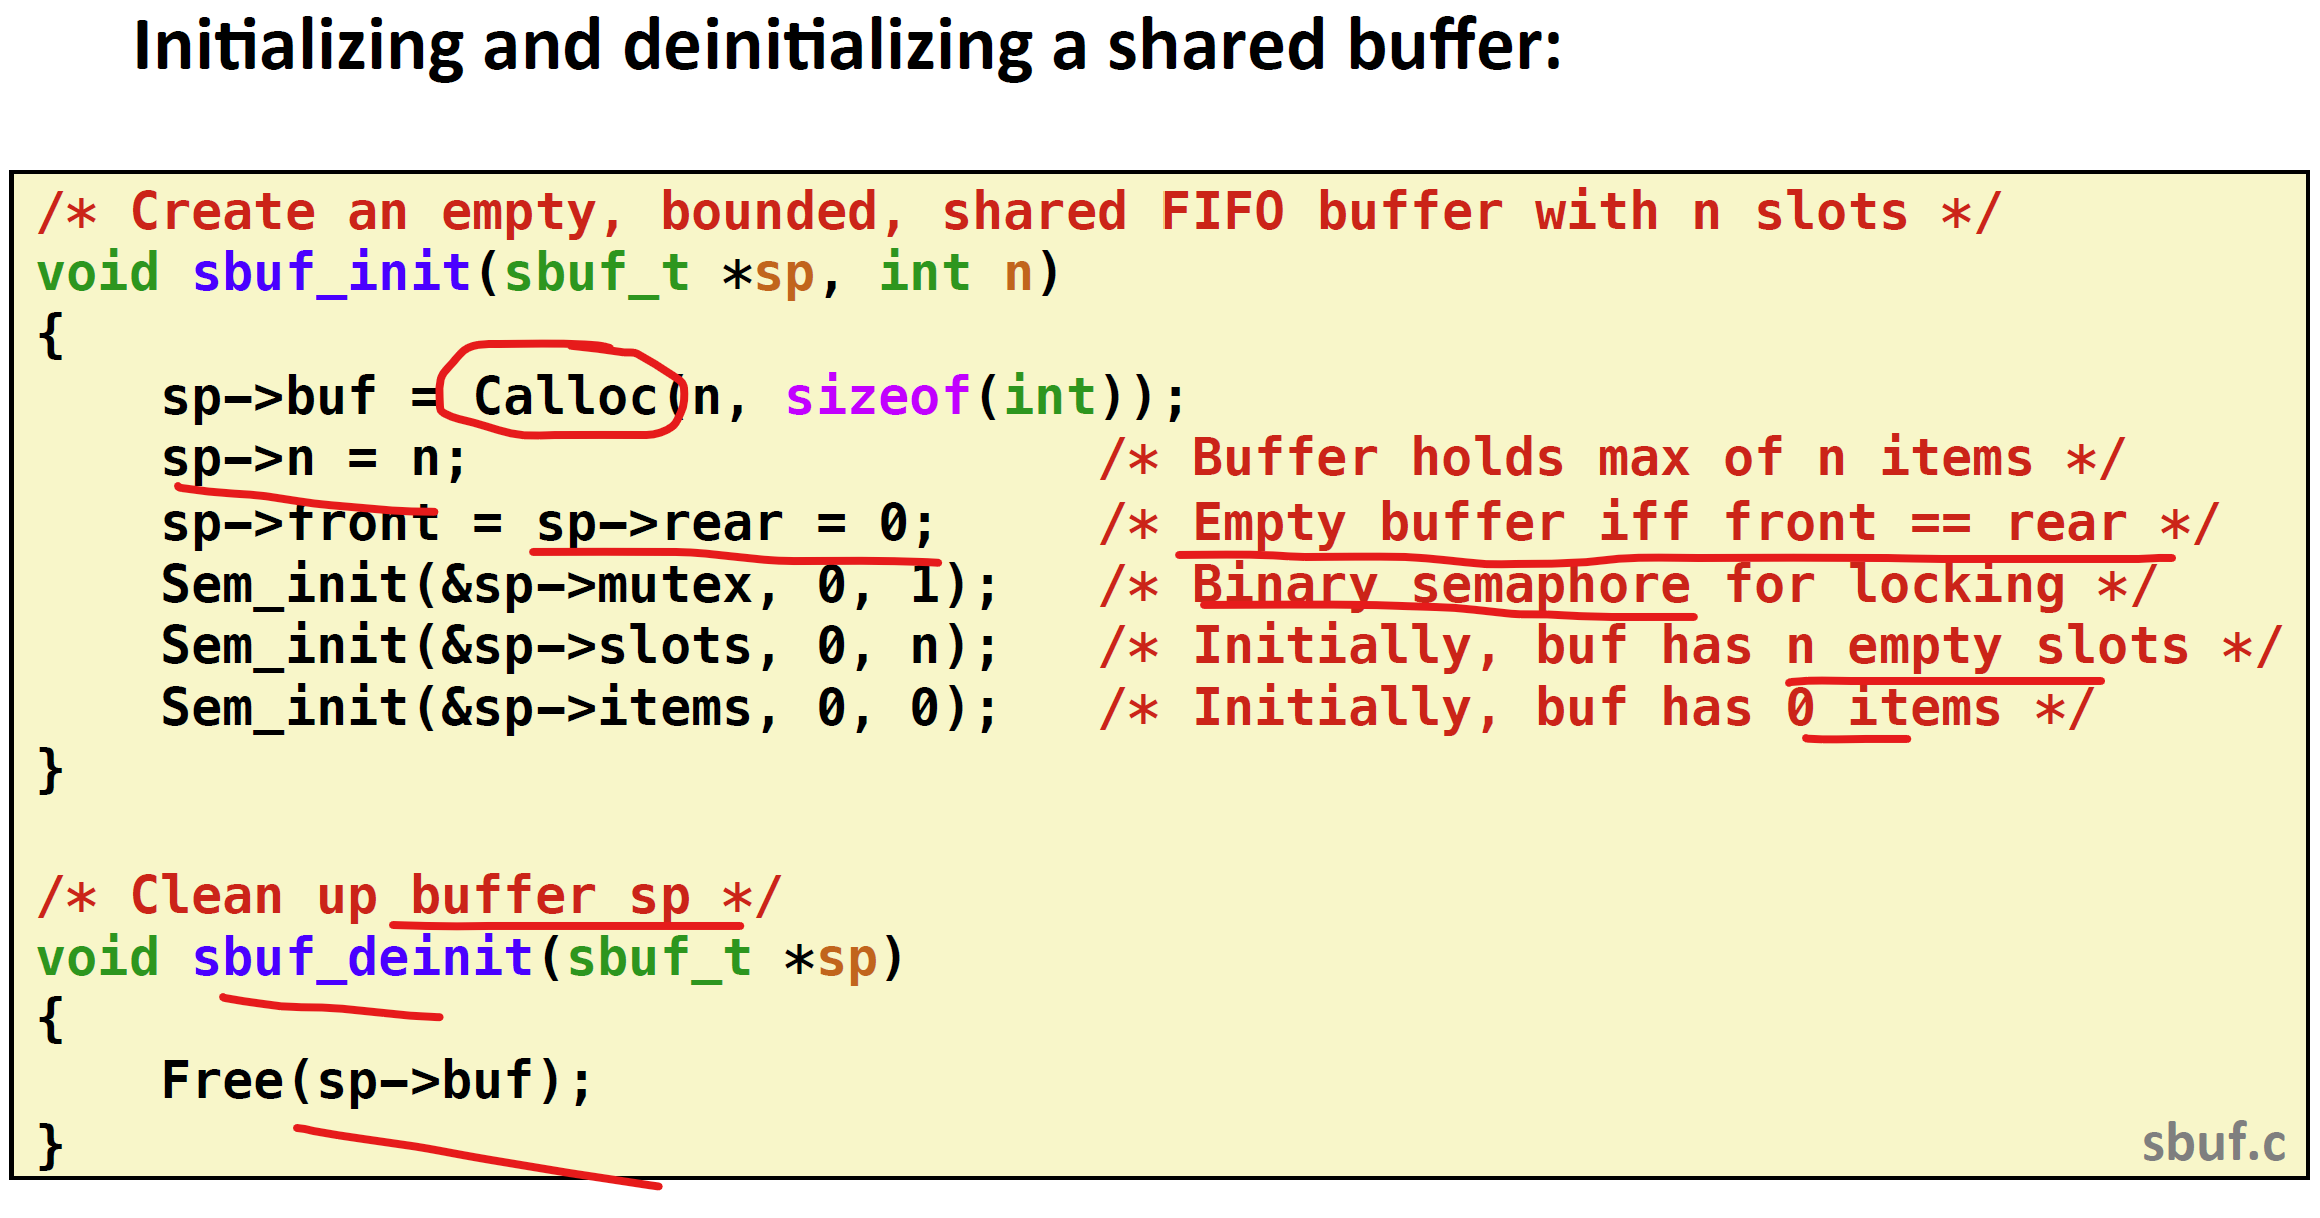 Initializing and deinitializing a shared buffer:
/* Create an empty, bounded, shared FIFO buffer with n slots */
void sbuf_init(sbuf_t *sp, int n)
{
    sp->buf = Calloc(n, sizeof(int));
    sp->n = n;                    /* Buffer holds max of n items */
    sp->front = sp->rear = 0;     /* Empty buffer iff front == rear */
    Sem_init(&sp->mutex, 0, 1);   /* Binary semaphore for locking */
    Sem_init(&sp->slots, 0, n);   /* Initially, buf has n empty slots */
    Sem_init(&sp->items, 0, 0);   /* Initially, buf has 0 items */
}
/* Clean up buffer sp */
void sbuf_deinit(sbuf_t *sp)
{
    Free(sp->buf);
}
sbuf.c